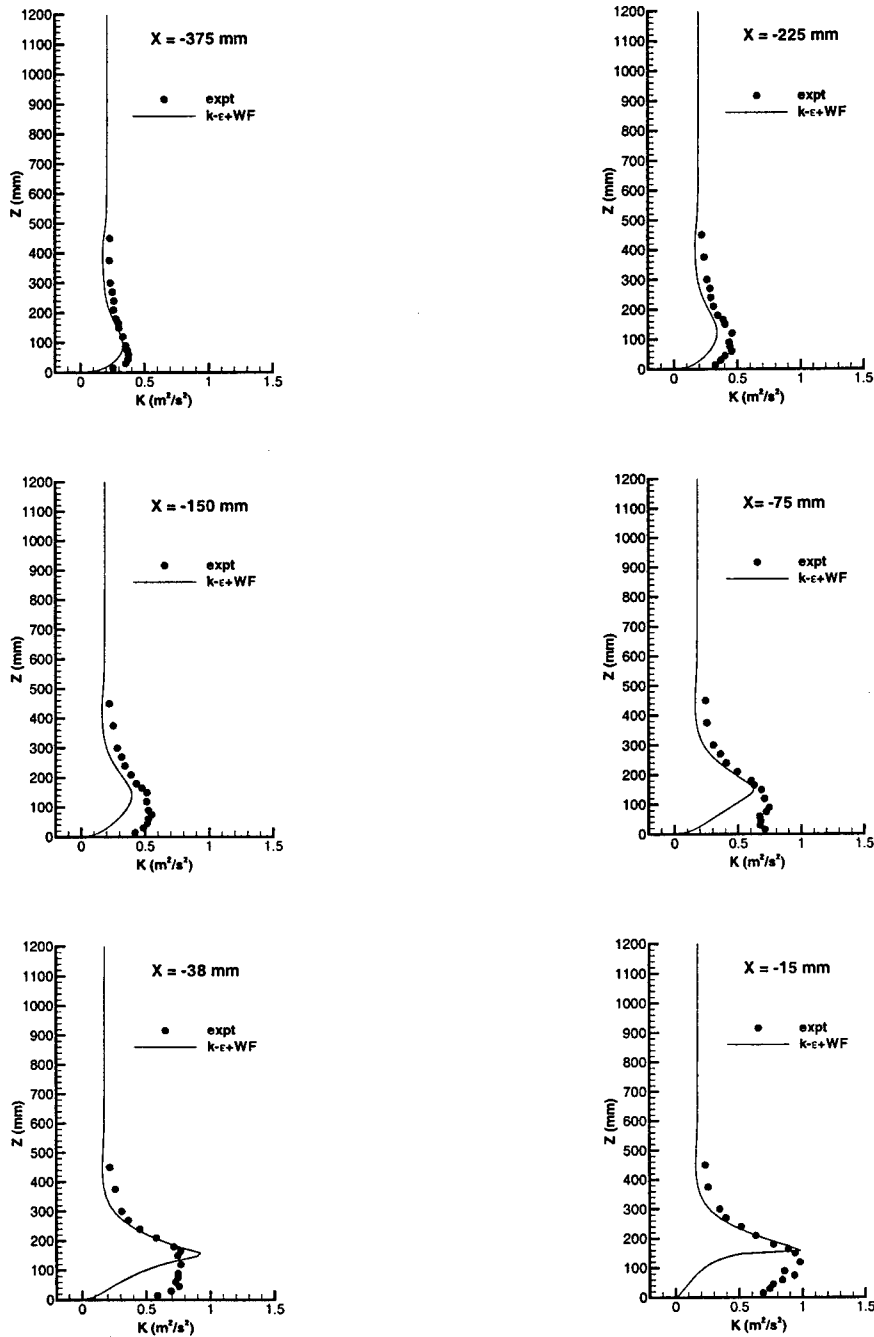 X = -375 mm
expt
k-ε+WF
Z (mm)
1200
1100
1000
900
800
700
600
500
400
300
200
100
0
0 0.5 1 1.5
K (m²/s²)
X = -225 mm
expt
k-ε+WF
Z (mm)
1200
1100
1000
900
800
700
600
500
400
300
200
100
0
0 0.5 1 1.5
K (m²/s²)
X = -150 mm
expt
k-ε+WF
Z (mm)
1200
1100
1000
900
800
700
600
500
400
300
200
100
0
0 0.5 1 1.5
K (m²/s²)
X= -75 mm
expt
k-ε+WF
Z (mm)
1200
1100
1000
900
800
700
600
500
400
300
200
100
0
0 0.5 1 1.5
K (m²/s²)
X = -38 mm
expt
k-ε+WF
Z (mm)
1200
1100
1000
900
800
700
600
500
400
300
200
100
0
0 0.5 1 1.5
K (m²/s²)
X = -15 mm
expt
k-ε+WF
Z (mm)
1200
1100
1000
900
800
700
600
500
400
300
200
100
0
0 0.5 1 1.5
K (m²/s²)